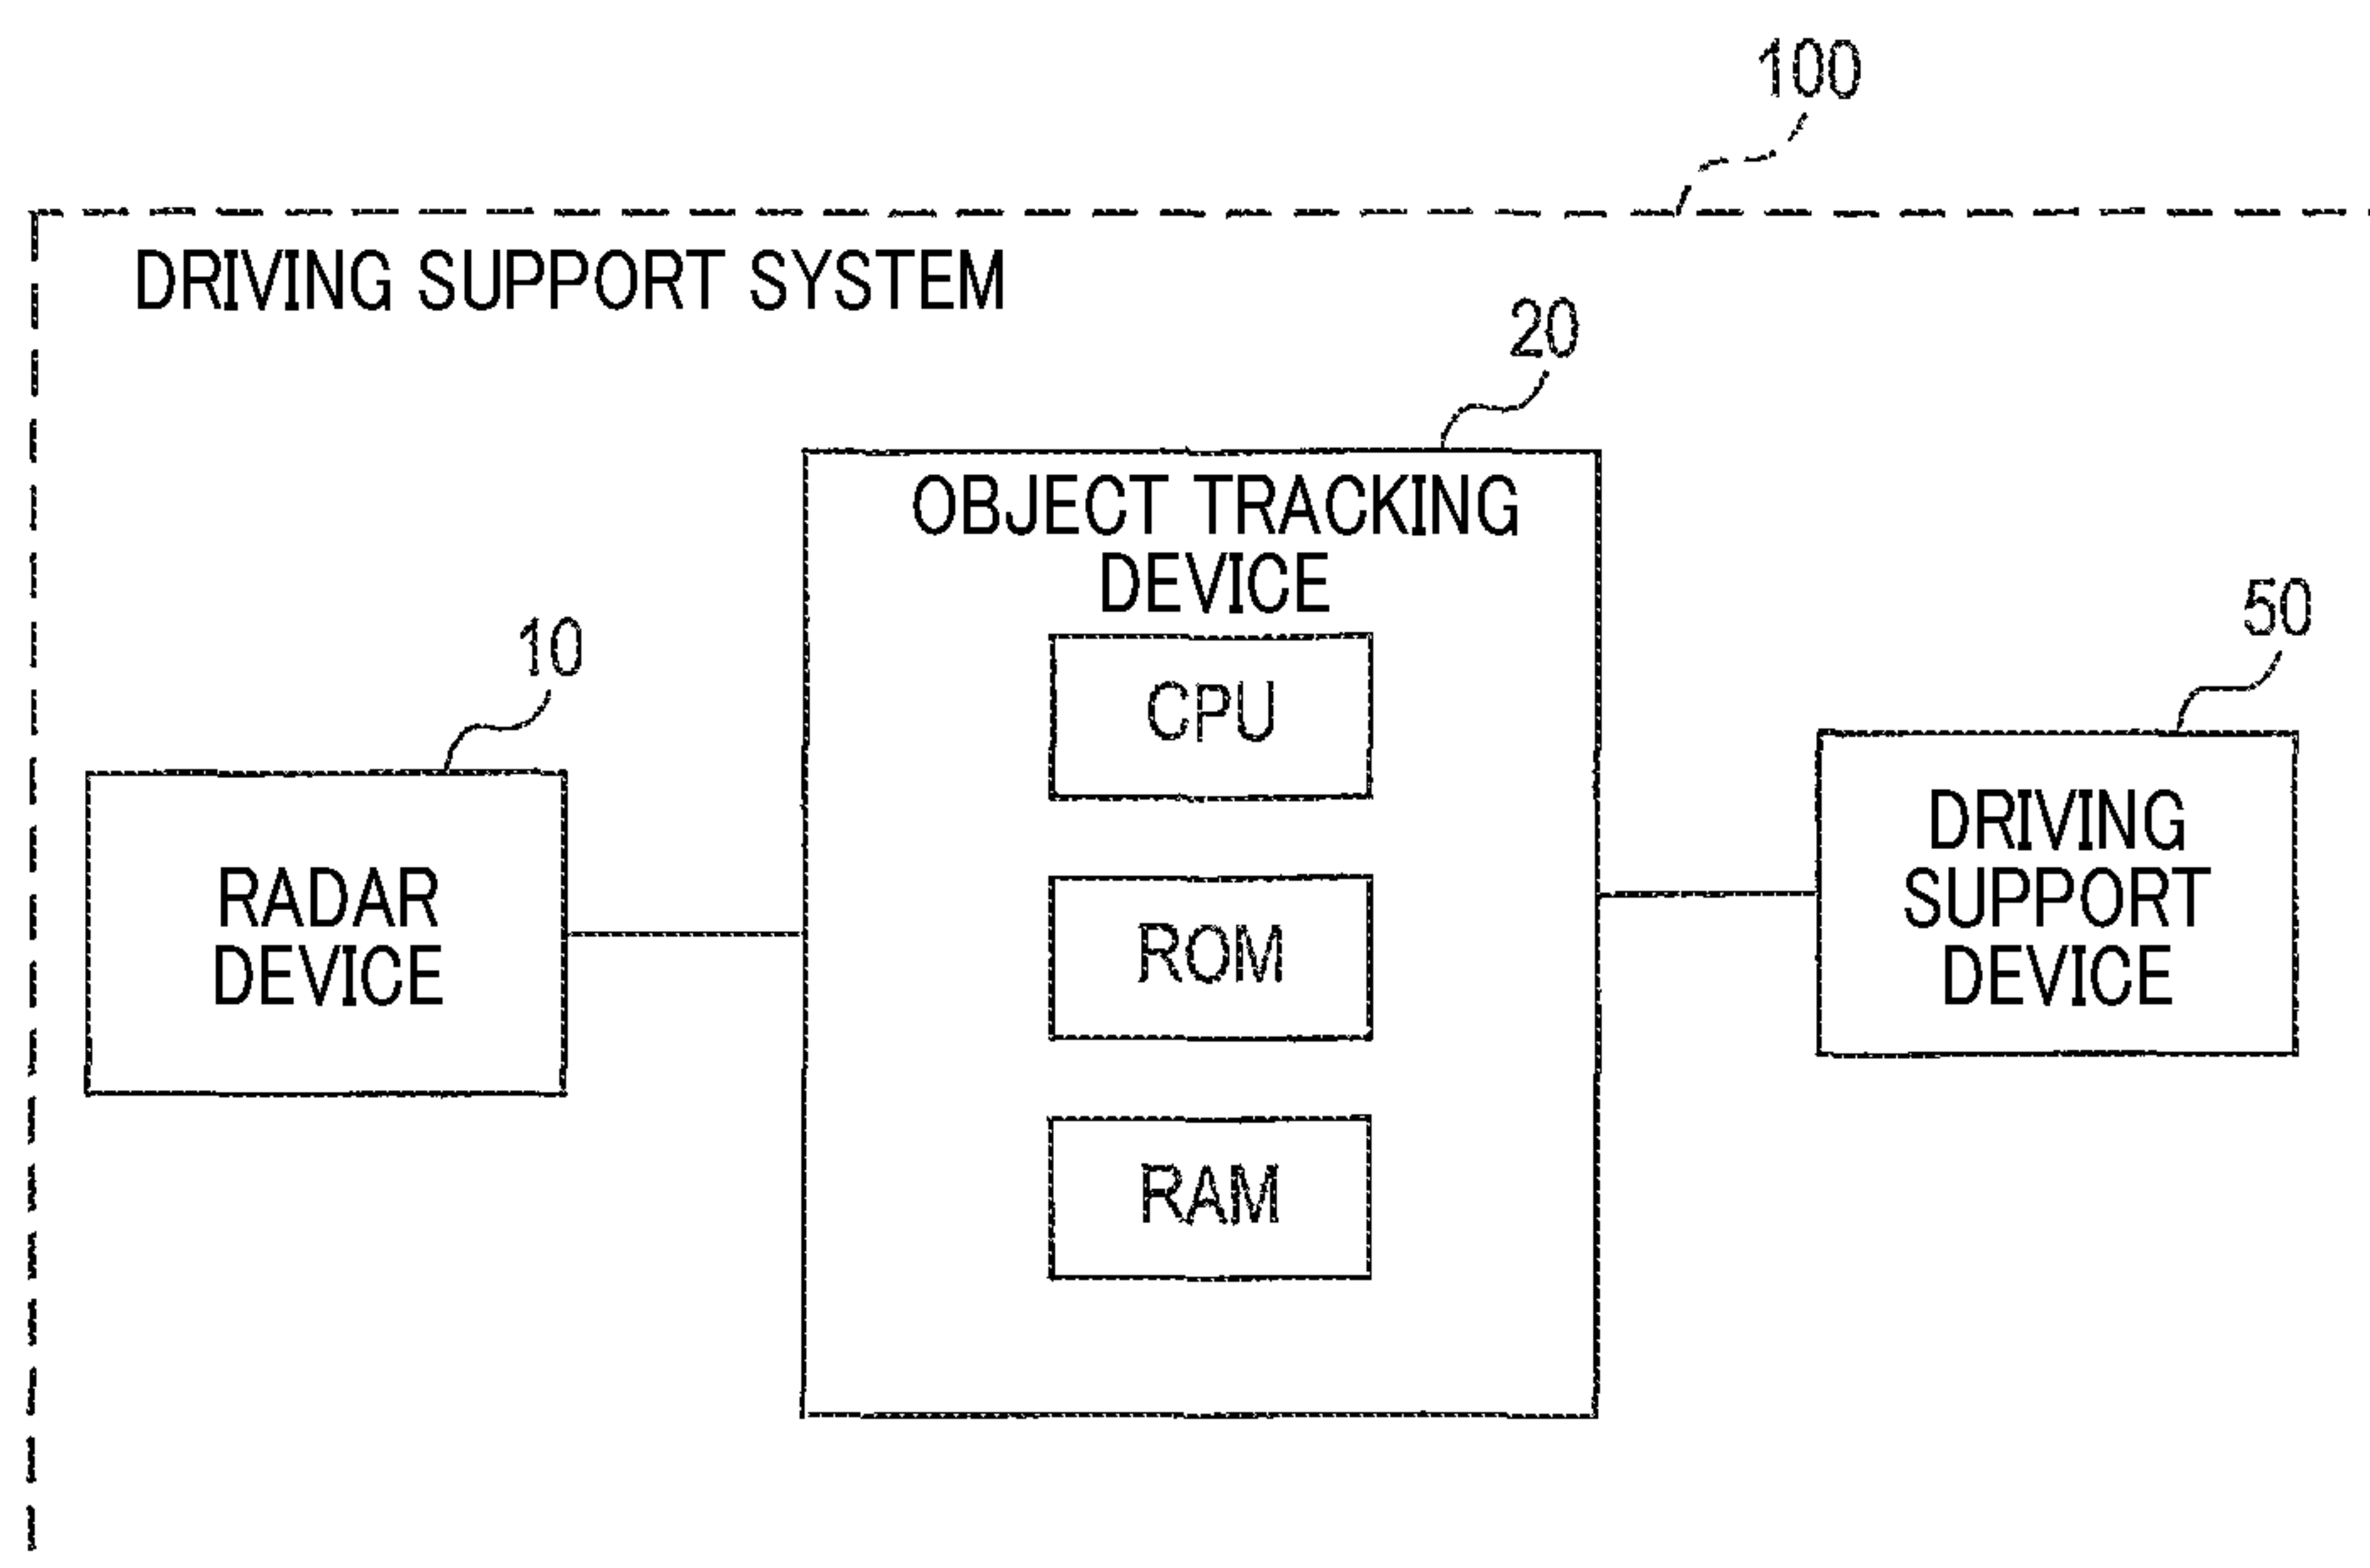 100
DRIVING SUPPORT SYSTEM
20
OBJECT TRACKING
DEVICE
10
CPU
50
RADAR
DEVICE
ROM
DRIVING
SUPPORT
DEVICE
RAM